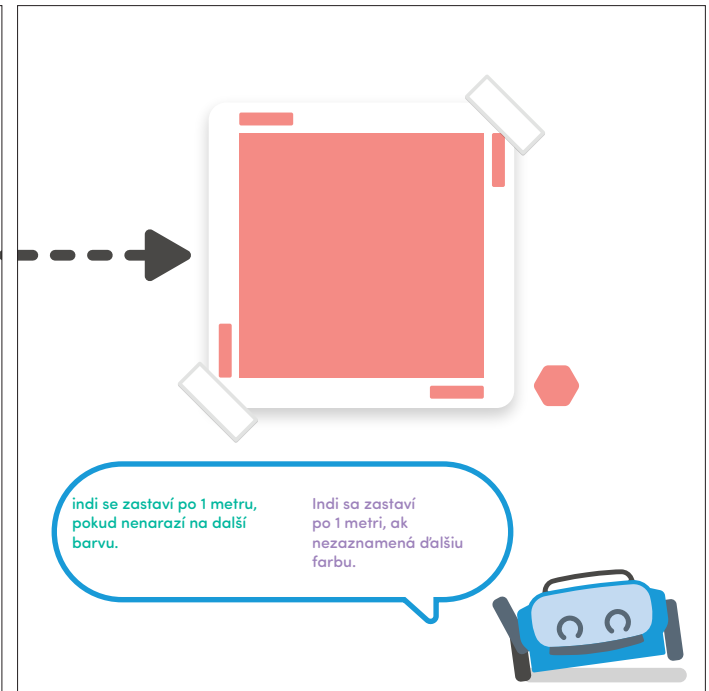 indi se zastaví po 1 metru,
pokud nenarazí na další
barvu.
Indi sa zastaví
po 1 metri, ak
nezaznamená ďalšiu
farbu.